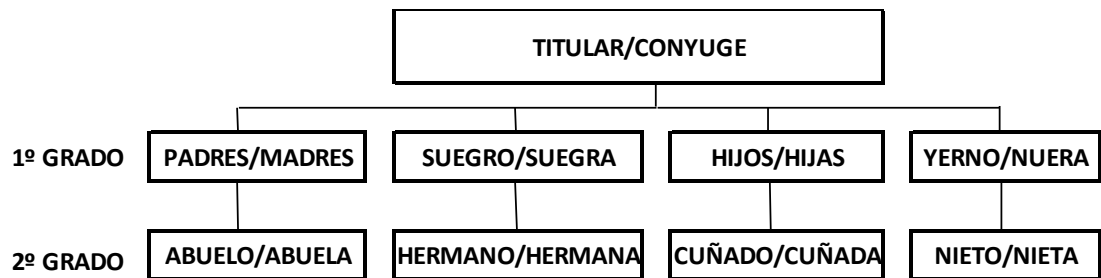 TITULAR/CONYUGE
1º GRADO PADRES/MADRES SUEGRO/SUEGRA HIJOS/HIJAS YERNO/NUERA
2º GRADO ABUELO/ABUELA HERMANO/HERMANA CUÑADO/CUÑADA NIETO/NIETA